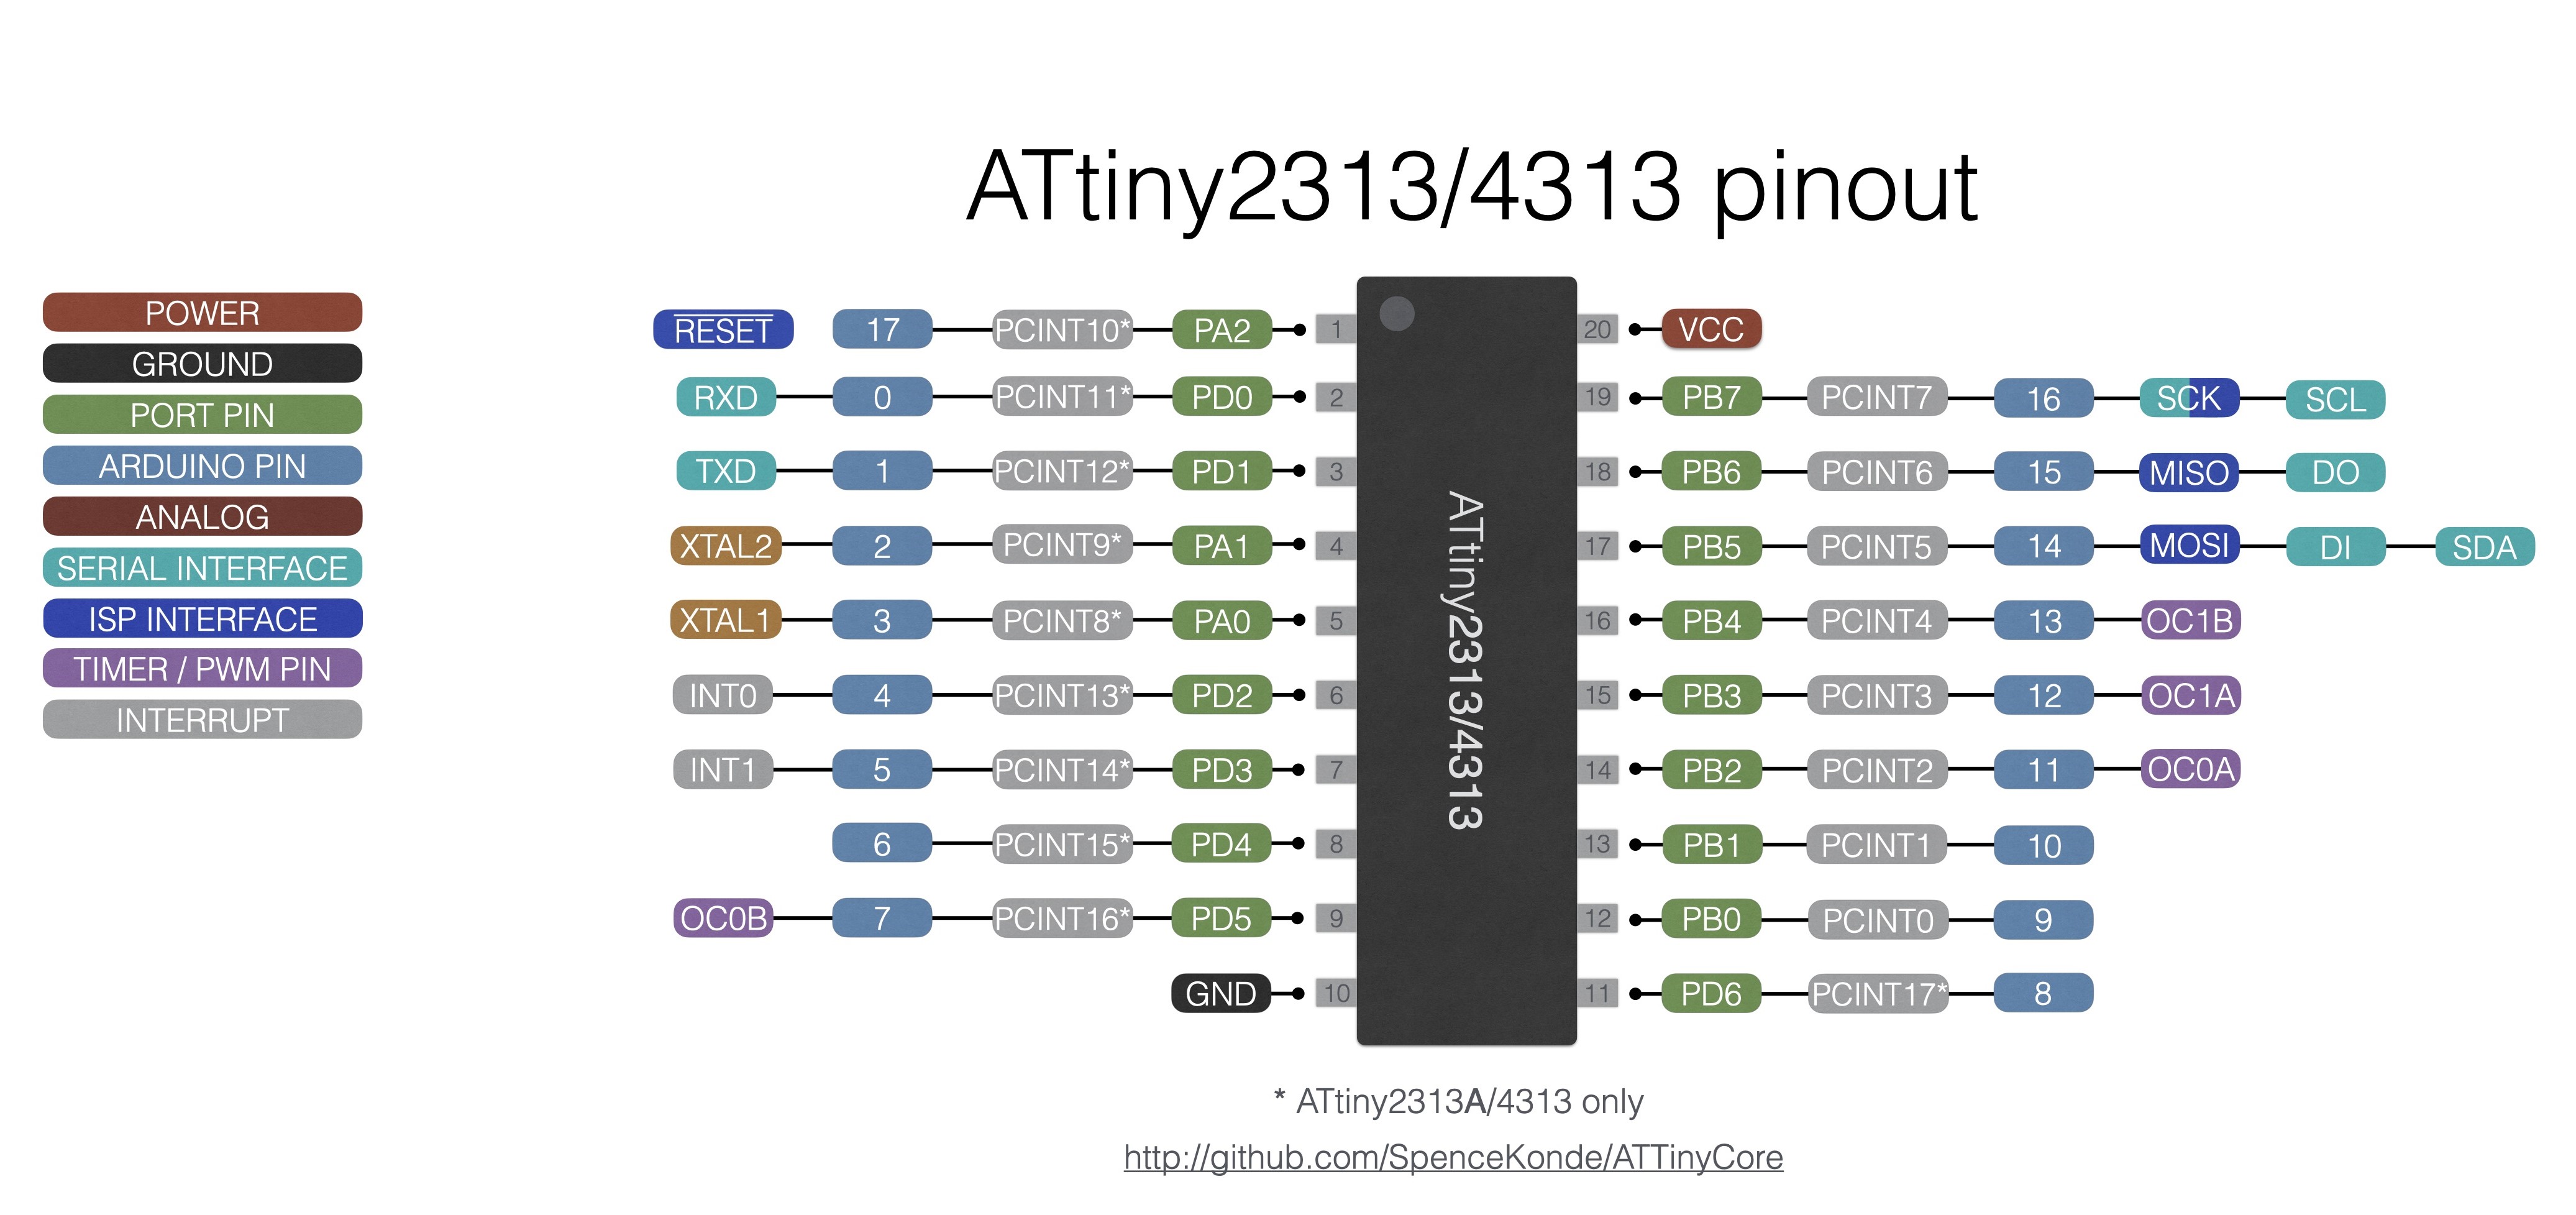 ATtiny2313/4313 pinout
POWER
GROUND
PORT PIN
ARDUINO PIN
ANALOG
SERIAL INTERFACE
ISP INTERFACE
TIMER / PWM PIN
INTERRUPT
RESET 17 PCINT10* PA2 1 20 VCC
RXD 0 PCINT11* PD0 2 19 PB7 PCINT7 16 SCK SCL
TXD 1 PCINT12* PD1 3 18 PB6 PCINT6 15 MISO DO
XTAL2 2 PCINT9* PA1 4 17 PB5 PCINT5 14 MOSI DI SDA
XTAL1 3 PCINT8* PA0 5 16 PB4 PCINT4 13 OC1B
INT0 4 PCINT13* PD2 6 15 PB3 PCINT3 12 OC1A
INT1 5 PCINT14* PD3 7 14 PB2 PCINT2 11 OC0A
6 PCINT15* PD4 8 13 PB1 PCINT1 10
OC0B 7 PCINT16* PD5 9 12 PB0 PCINT0 9
GND 10 11 PD6 PCINT17* 8
ATtiny2313/4313
* ATtiny2313A/4313 only
http://github.com/SpenceKonde/ATTinyCore